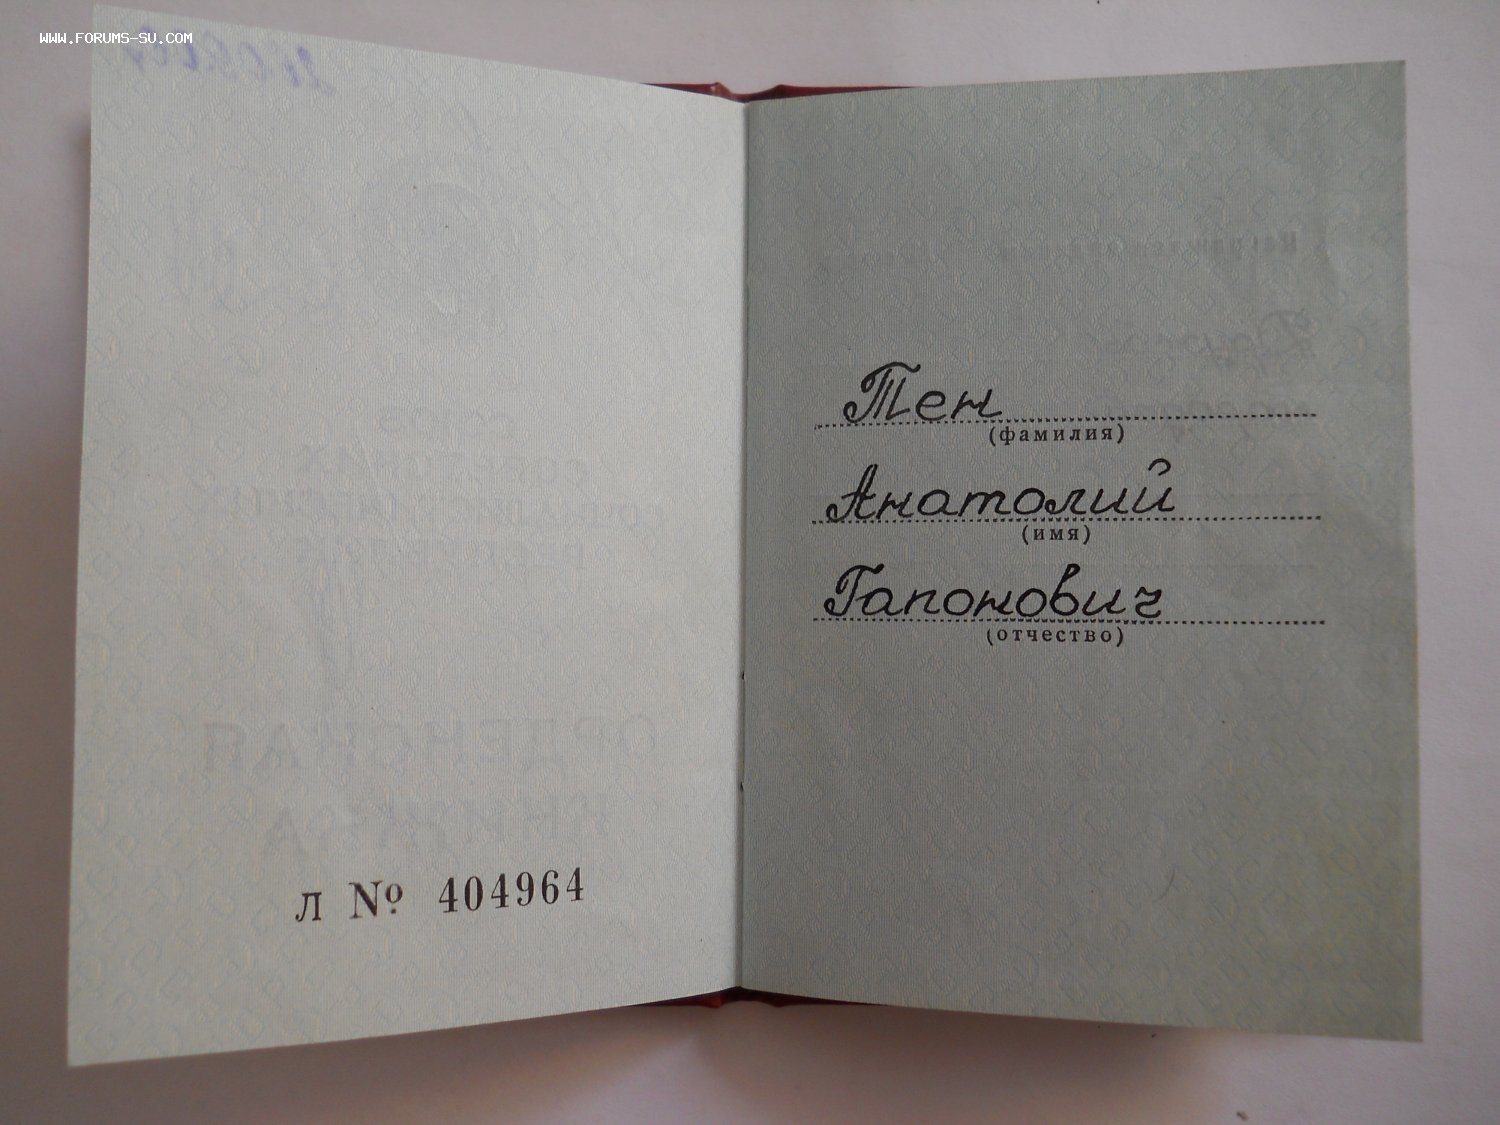 www.forums-su.com
Л № 404964
Тен
(фамилия)
Анатолий
(имя)
Гапонович
(отчество)